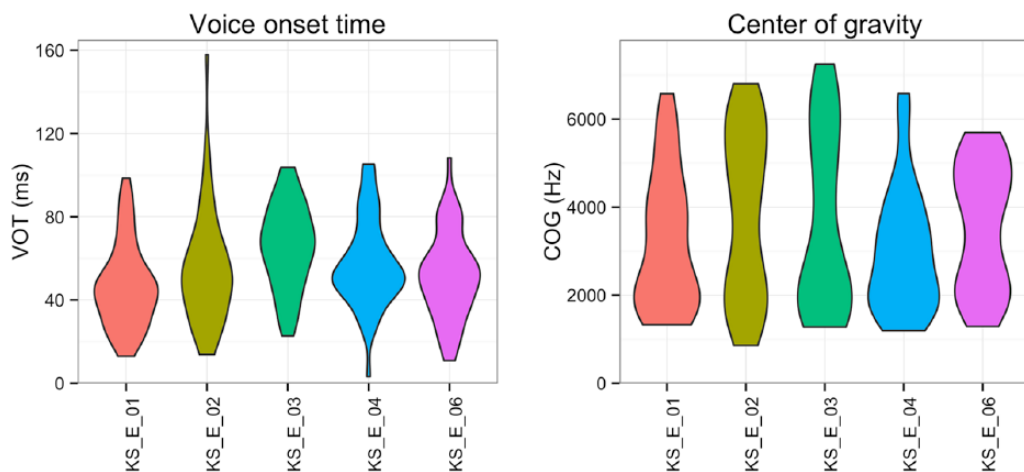 Voice onset time
VOT (ms)
160
120
80
40
0
KS_E_01
KS_E_02
KS_E_03
KS_E_04
KS_E_06
Center of gravity
COG (Hz)
6000
4000
2000
0
KS_E_01
KS_E_02
KS_E_03
KS_E_04
KS_E_06